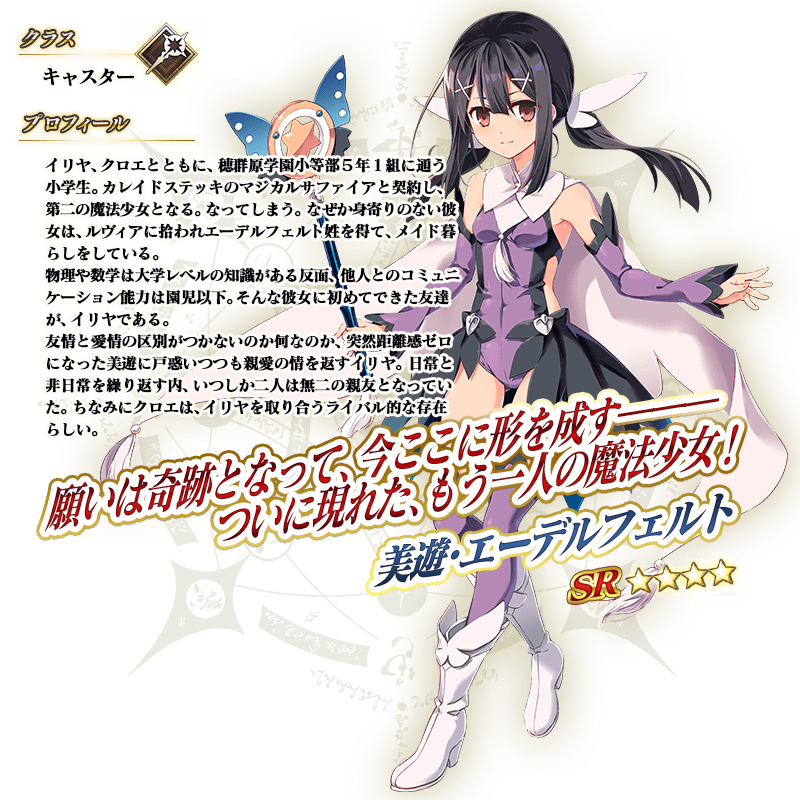 クラス
キャスター
プロフィール
イリヤ、クロエとともに、穂群原学園小等部5年1組に通う
小学生。カレイドステッキのマジカルサファイアと契約し、
第二の魔法少女となる。なってしまう。なぜか身寄りのない彼
女は、ルヴィアに拾われエーデルフェルト姓を得て、メイド暮
らしをしている。
物理や数学は大学レベルの知識がある反面、他人とのコミュニ
ケーション能力は園児以下。そんな彼女に初めてできた友達
が、イリヤである。
友情と愛情の区別がつかないのか何なのか、突然距離感ゼロ
になった美遊に戸惑いつつも親愛の情を返すイリヤ。日常と
非日常を繰り返す内、いつしか二人は無二の親友となってい
た。ちなみにクロエは、イリヤを取り合うライバル的な存在
らしい。
願いは奇跡となって、今ここに形を成す――
ついに現れた、もう一人の魔法少女！
美遊・エーデルフェルト
SR ★★★★